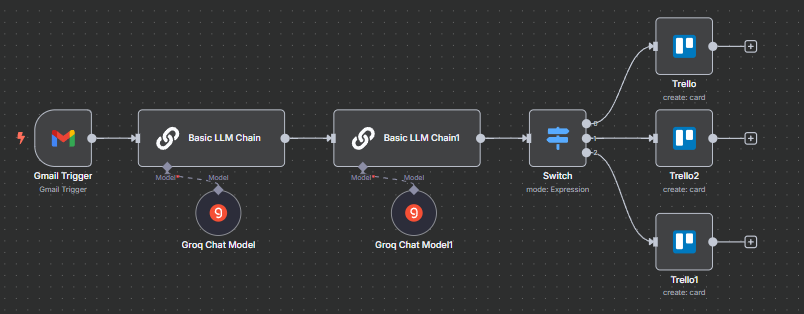 Trello
create: card
Basic LLM Chain
Basic LLM Chain1
0
1
2
Gmail Trigger
Gmail Trigger
Model*
Model
Model*
Model
Switch
mode: Expression
Trello2
create: card
Groq Chat Model
Groq Chat Model1
Trello1
create: card